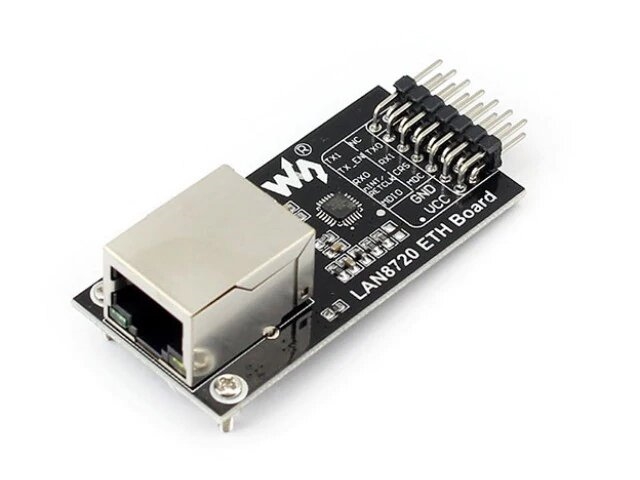 ®
TX1 NC
TX_EN TX0
RX0 RX1
nINT/
RETCLK CRS
MDIO MDC
GND
VCC
LAN8720 ETH Board